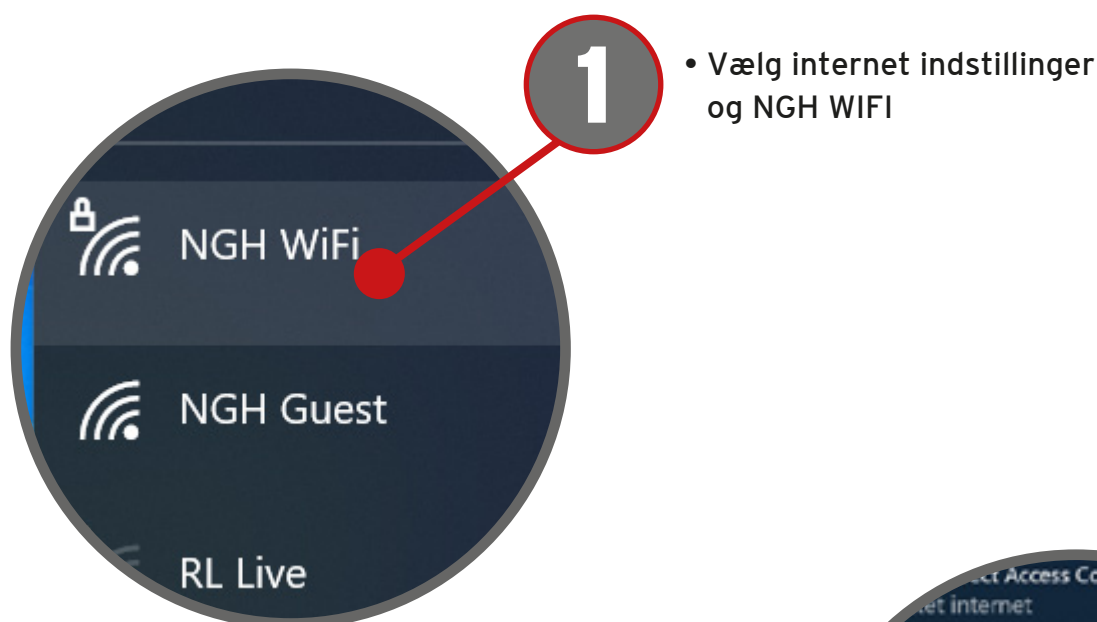 1
• Vælg internet indstillinger
og NGH WIFI
NGH WiFi
NGH Guest
RL Live
Access Co
internet